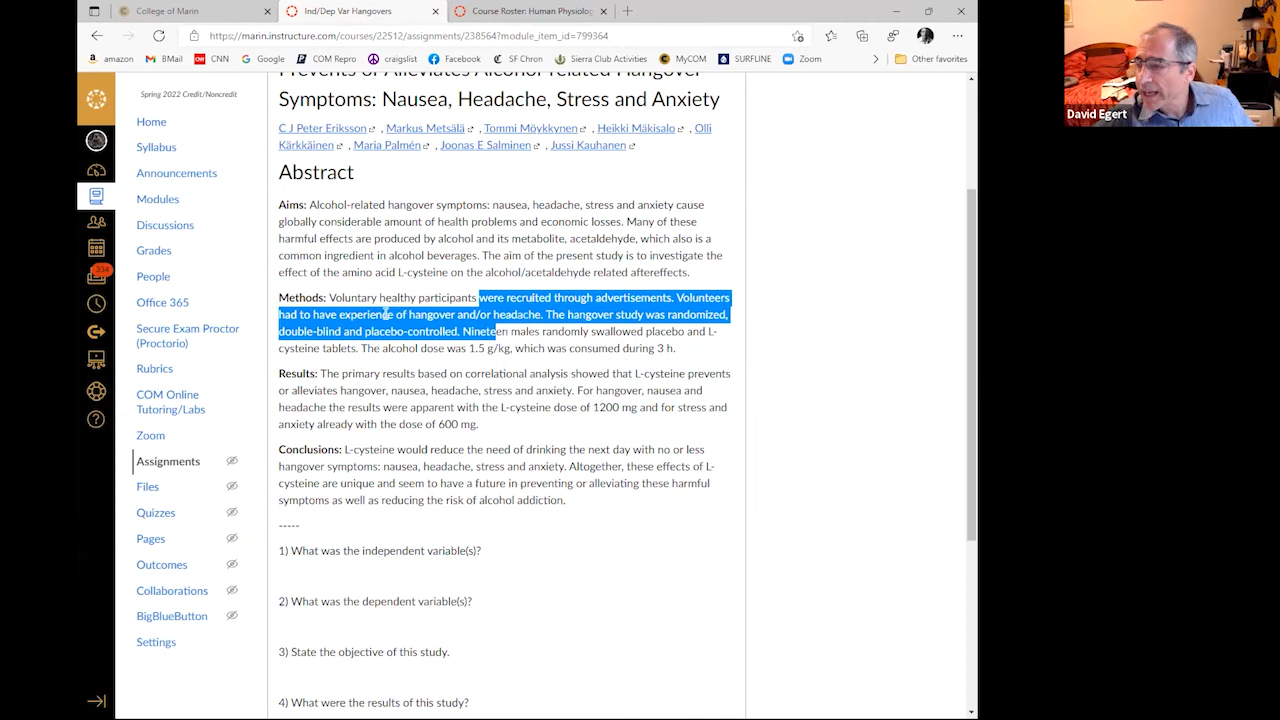 College of Marin
Ind/Dep Var Hangovers
Course Roster: Human Physiolog
https://marin.instructure.com/courses/22512/assignments/238564?module_item_id=799364
amazon
BMail
CNN
Google
COM Repro
craigslist
Facebook
SF Chron
Sierra Club Activities
MyCOM
SURFLINE
Zoom
Other favorites
Spring 2022 Credit/Noncredit
Home
Syllabus
Announcements
Modules
Discussions
Grades
People
Office 365
Secure Exam Proctor
(Proctorio)
Rubrics
COM Online
Tutoring/Labs
Zoom
Assignments
Files
Quizzes
Pages
Outcomes
Collaborations
BigBlueButton
Settings
334
Prevents or Alleviates Alcohol-related Hangover
Symptoms: Nausea, Headache, Stress and Anxiety
C J Peter Eriksson , Markus Metsälä , Tommi Möykkynen , Heikki Mäkisalo , Olli
Kärkkäinen , Maria Palmén , Joonas E Salminen , Jussi Kauhanen
Abstract
Aims: Alcohol-related hangover symptoms: nausea, headache, stress and anxiety cause
globally considerable amount of health problems and economic losses. Many of these
harmful effects are produced by alcohol and its metabolite, acetaldehyde, which also is a
common ingredient in alcohol beverages. The aim of the present study is to investigate the
effect of the amino acid L-cysteine on the alcohol/acetaldehyde related aftereffects.
Methods: Voluntary healthy participants were recruited through advertisements. Volunteers
had to have experience of hangover and/or headache. The hangover study was randomized,
double-blind and placebo-controlled. Nineteen males randomly swallowed placebo and L-
cysteine tablets. The alcohol dose was 1.5 g/kg, which was consumed during 3 h.
Results: The primary results based on correlational analysis showed that L-cysteine prevents
or alleviates hangover, nausea, headache, stress and anxiety. For hangover, nausea and
headache the results were apparent with the L-cysteine dose of 1200 mg and for stress and
anxiety already with the dose of 600 mg.
Conclusions: L-cysteine would reduce the need of drinking the next day with no or less
hangover symptoms: nausea, headache, stress and anxiety. Altogether, these effects of L-
cysteine are unique and seem to have a future in preventing or alleviating these harmful
symptoms as well as reducing the risk of alcohol addiction.
-----
1) What was the independent variable(s)?
2) What was the dependent variable(s)?
3) State the objective of this study.
4) What were the results of this study?
David Egert